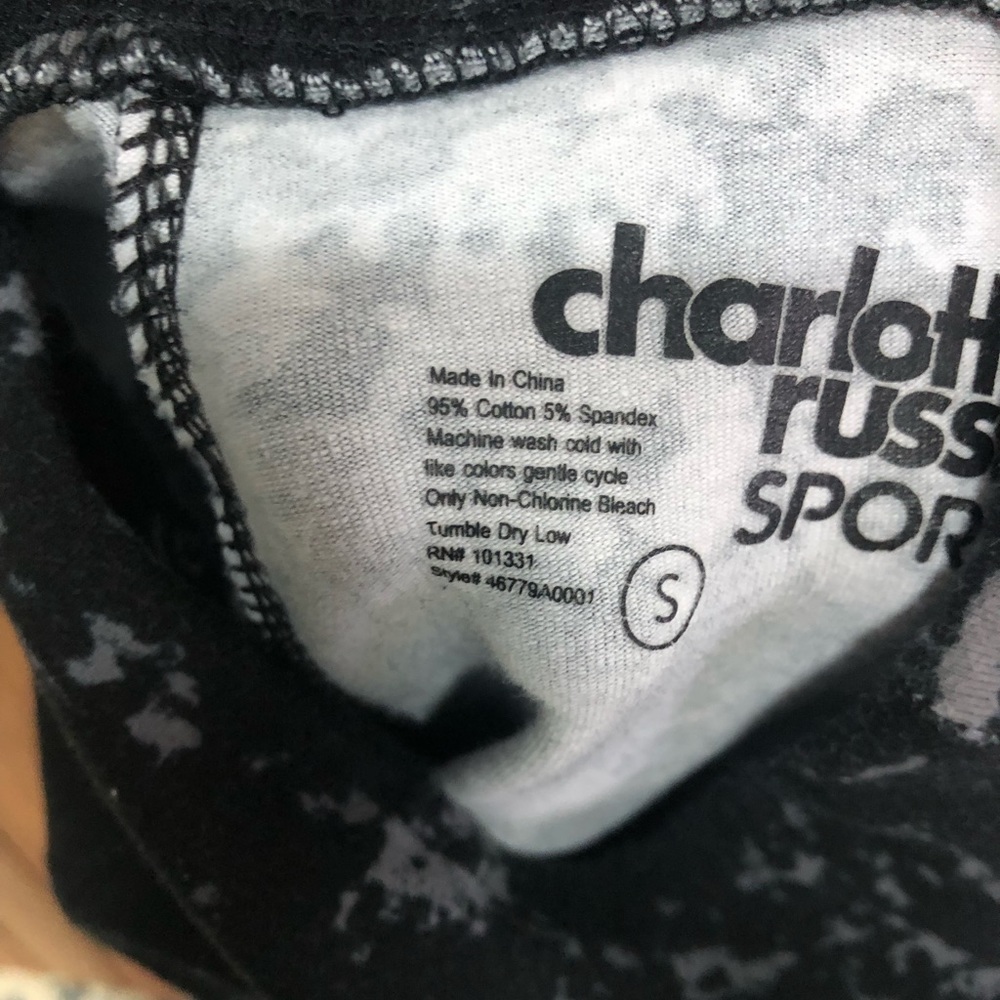 charlott
russ
SPOR
Made In China
95% Cotton 5% Spandex
Machine wash cold with
like colors gentle cycle
Only Non-Chlorine Bleach
Tumble Dry Low
RN# 101331
Style# 46779A0001
S